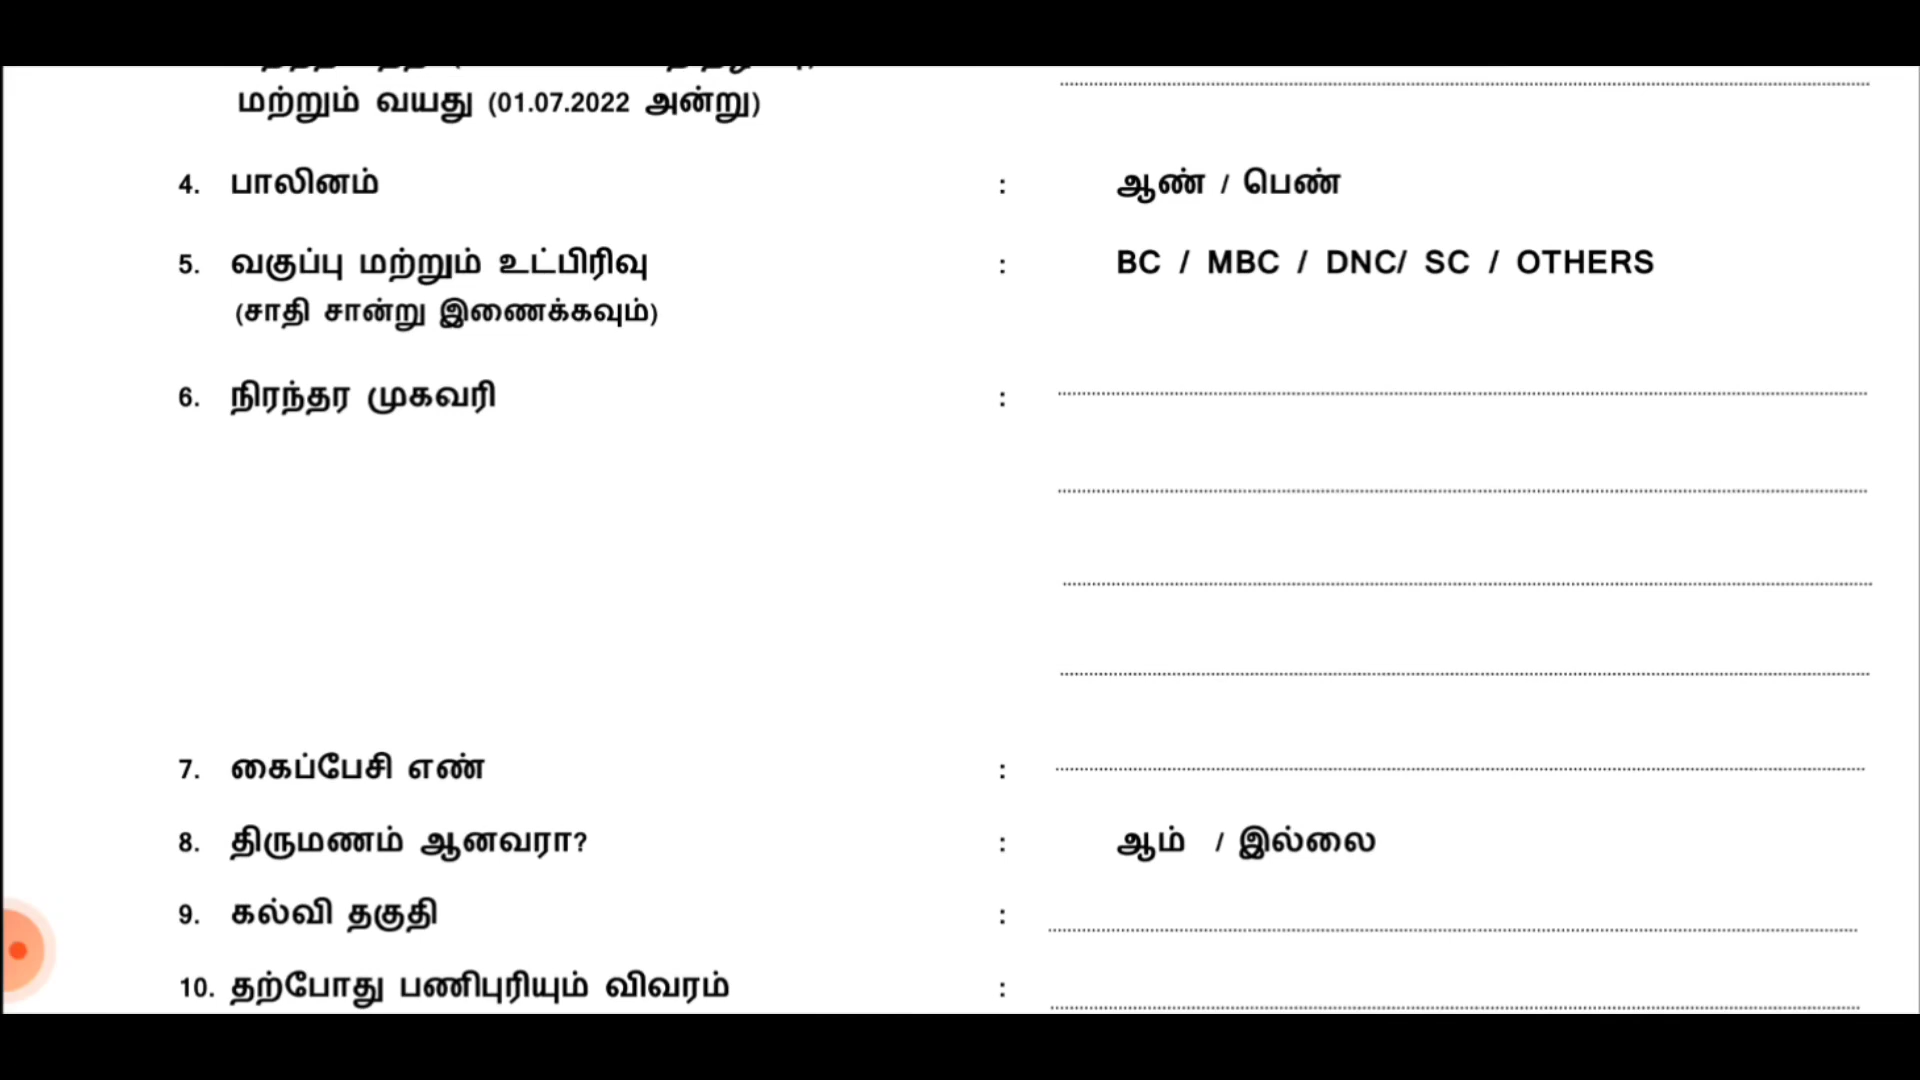 மற்றும் வயது (01.07.2022 அன்று)
4. பாலினம் : ஆண் / பெண்
5. வகுப்பு மற்றும் உட்பிரிவு : BC / MBC / DNC/ SC / OTHERS
(சாதி சான்று இணைக்கவும்)
6. நிரந்தர முகவரி :
7. கைப்பேசி எண் :
8. திருமணம் ஆனவரா? : ஆம் / இல்லை
9. கல்வி தகுதி :
10. தற்போது பணிபுரியும் விவரம் :